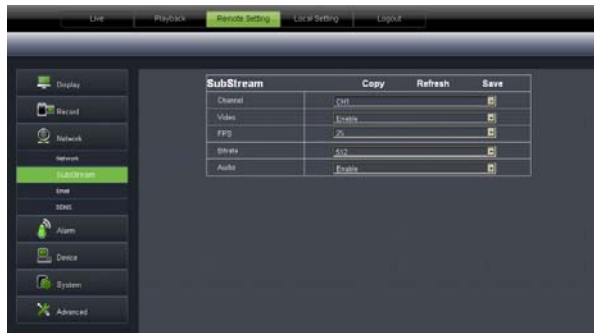 Live Playback Remote Setting Local Setting Logout
Display
Record
Network
Network
SubStream
Email
DDNS
Alarm
Device
System
Advanced
SubStream Copy Refresh Save
Channel CH1
Video Enable
FPS 25
Bitrate 512
Audio Enable